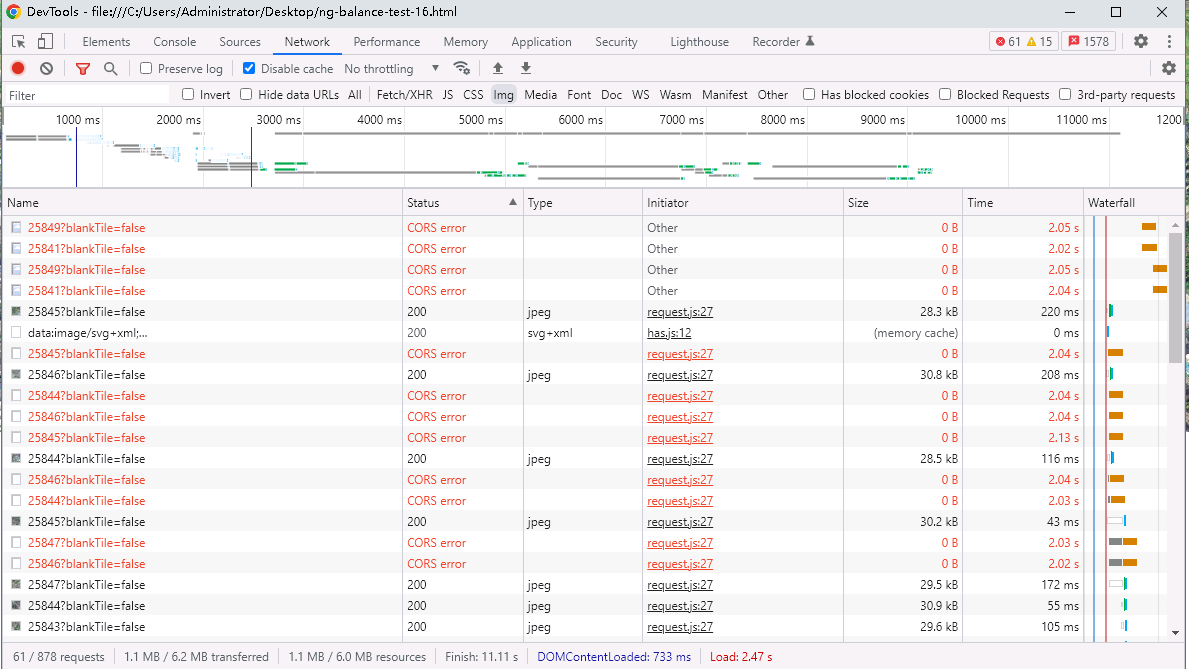 DevTools - file:///C:/Users/Administrator/Desktop/ng-balance-test-16.html
Elements Console Sources Network Performance Memory Application Security Lighthouse Recorder 61 15 1578
Preserve log Disable cache No throttling
Filter Invert Hide data URLs All Fetch/XHR JS CSS Img Media Font Doc WS Wasm Manifest Other Has blocked cookies Blocked Requests 3rd-party requests
1000 ms 2000 ms 3000 ms 4000 ms 5000 ms 6000 ms 7000 ms 8000 ms 9000 ms 10000 ms 11000 ms 1200
Name Status Type Initiator Size Time Waterfall
25849?blankTile=false CORS error Other 0 B 2.05 s
25841?blankTile=false CORS error Other 0 B 2.02 s
25849?blankTile=false CORS error Other 0 B 2.05 s
25841?blankTile=false CORS error Other 0 B 2.04 s
25845?blankTile=false 200 jpeg request.js:27 28.3 kB 220 ms
data:image/svg+xml;... 200 svg+xml has.js:12 (memory cache) 0 ms
25845?blankTile=false CORS error request.js:27 0 B 2.04 s
25846?blankTile=false 200 jpeg request.js:27 30.8 kB 208 ms
25844?blankTile=false CORS error request.js:27 0 B 2.04 s
25846?blankTile=false CORS error request.js:27 0 B 2.04 s
25845?blankTile=false CORS error request.js:27 0 B 2.13 s
25844?blankTile=false 200 jpeg request.js:27 28.5 kB 116 ms
25846?blankTile=false CORS error request.js:27 0 B 2.04 s
25844?blankTile=false CORS error request.js:27 0 B 2.03 s
25845?blankTile=false 200 jpeg request.js:27 30.2 kB 43 ms
25847?blankTile=false CORS error request.js:27 0 B 2.03 s
25846?blankTile=false CORS error request.js:27 0 B 2.02 s
25847?blankTile=false 200 jpeg request.js:27 29.5 kB 172 ms
25844?blankTile=false 200 jpeg request.js:27 30.9 kB 55 ms
25843?blankTile=false 200 jpeg request.js:27 29.6 kB 105 ms
61 / 878 requests 1.1 MB / 6.2 MB transferred 1.1 MB / 6.0 MB resources Finish: 11.11 s DOMContentLoaded: 733 ms Load: 2.47 s